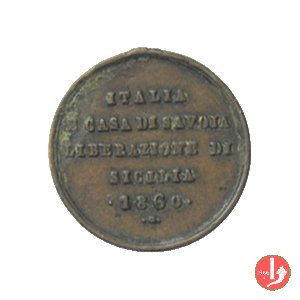 ITALIA
E CASA DI SAVOIA
LIBERAZIONE DI
SICILIA
· 1860 ·